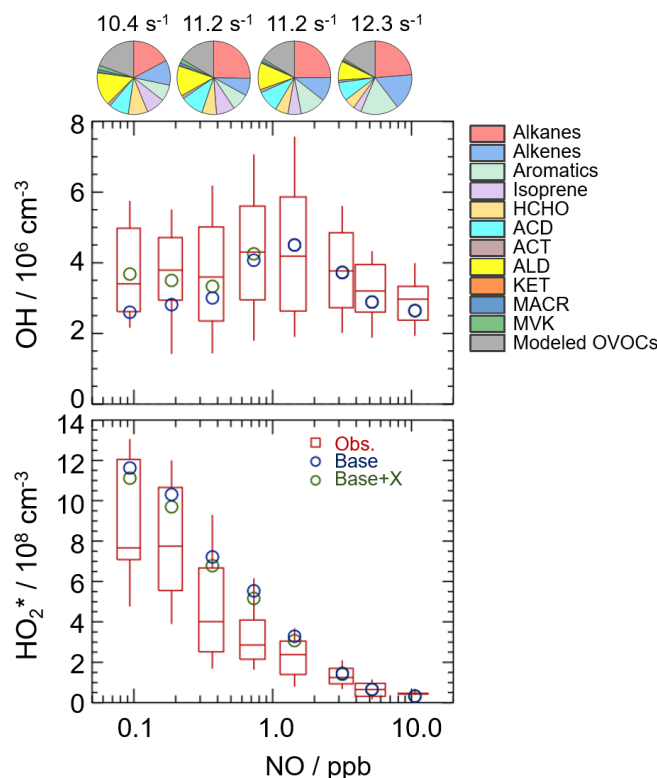 10.4 s⁻¹ 11.2 s⁻¹ 11.2 s⁻¹ 12.3 s⁻¹
8
6
4
2
0
OH / 10⁶ cm⁻³
Alkanes
Alkenes
Aromatics
Isoprene
HCHO
ACD
ACT
ALD
KET
MACR
MVK
Modeled OVOCs
14
12
10
8
6
4
2
0
HO₂* / 10⁸ cm⁻³
Obs.
Base
Base+X
0.1 1.0 10.0
NO / ppb